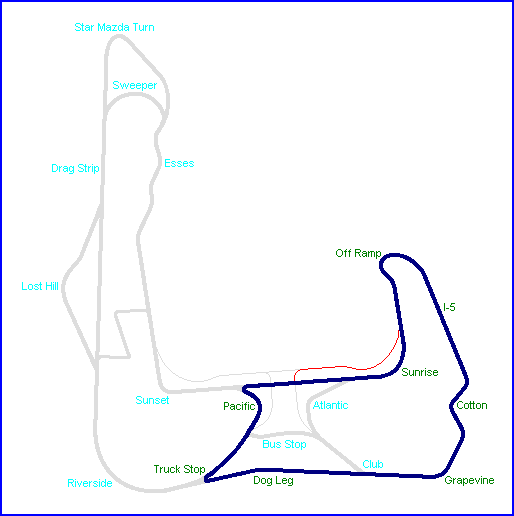 Star Mazda Turn
Sweeper
Esses
Drag Strip
Off Ramp
Lost Hill
I-5
Sunrise
Sunset
Pacific
Atlantic
Cotton
Bus Stop
Truck Stop
Club
Riverside
Dog Leg
Grapevine